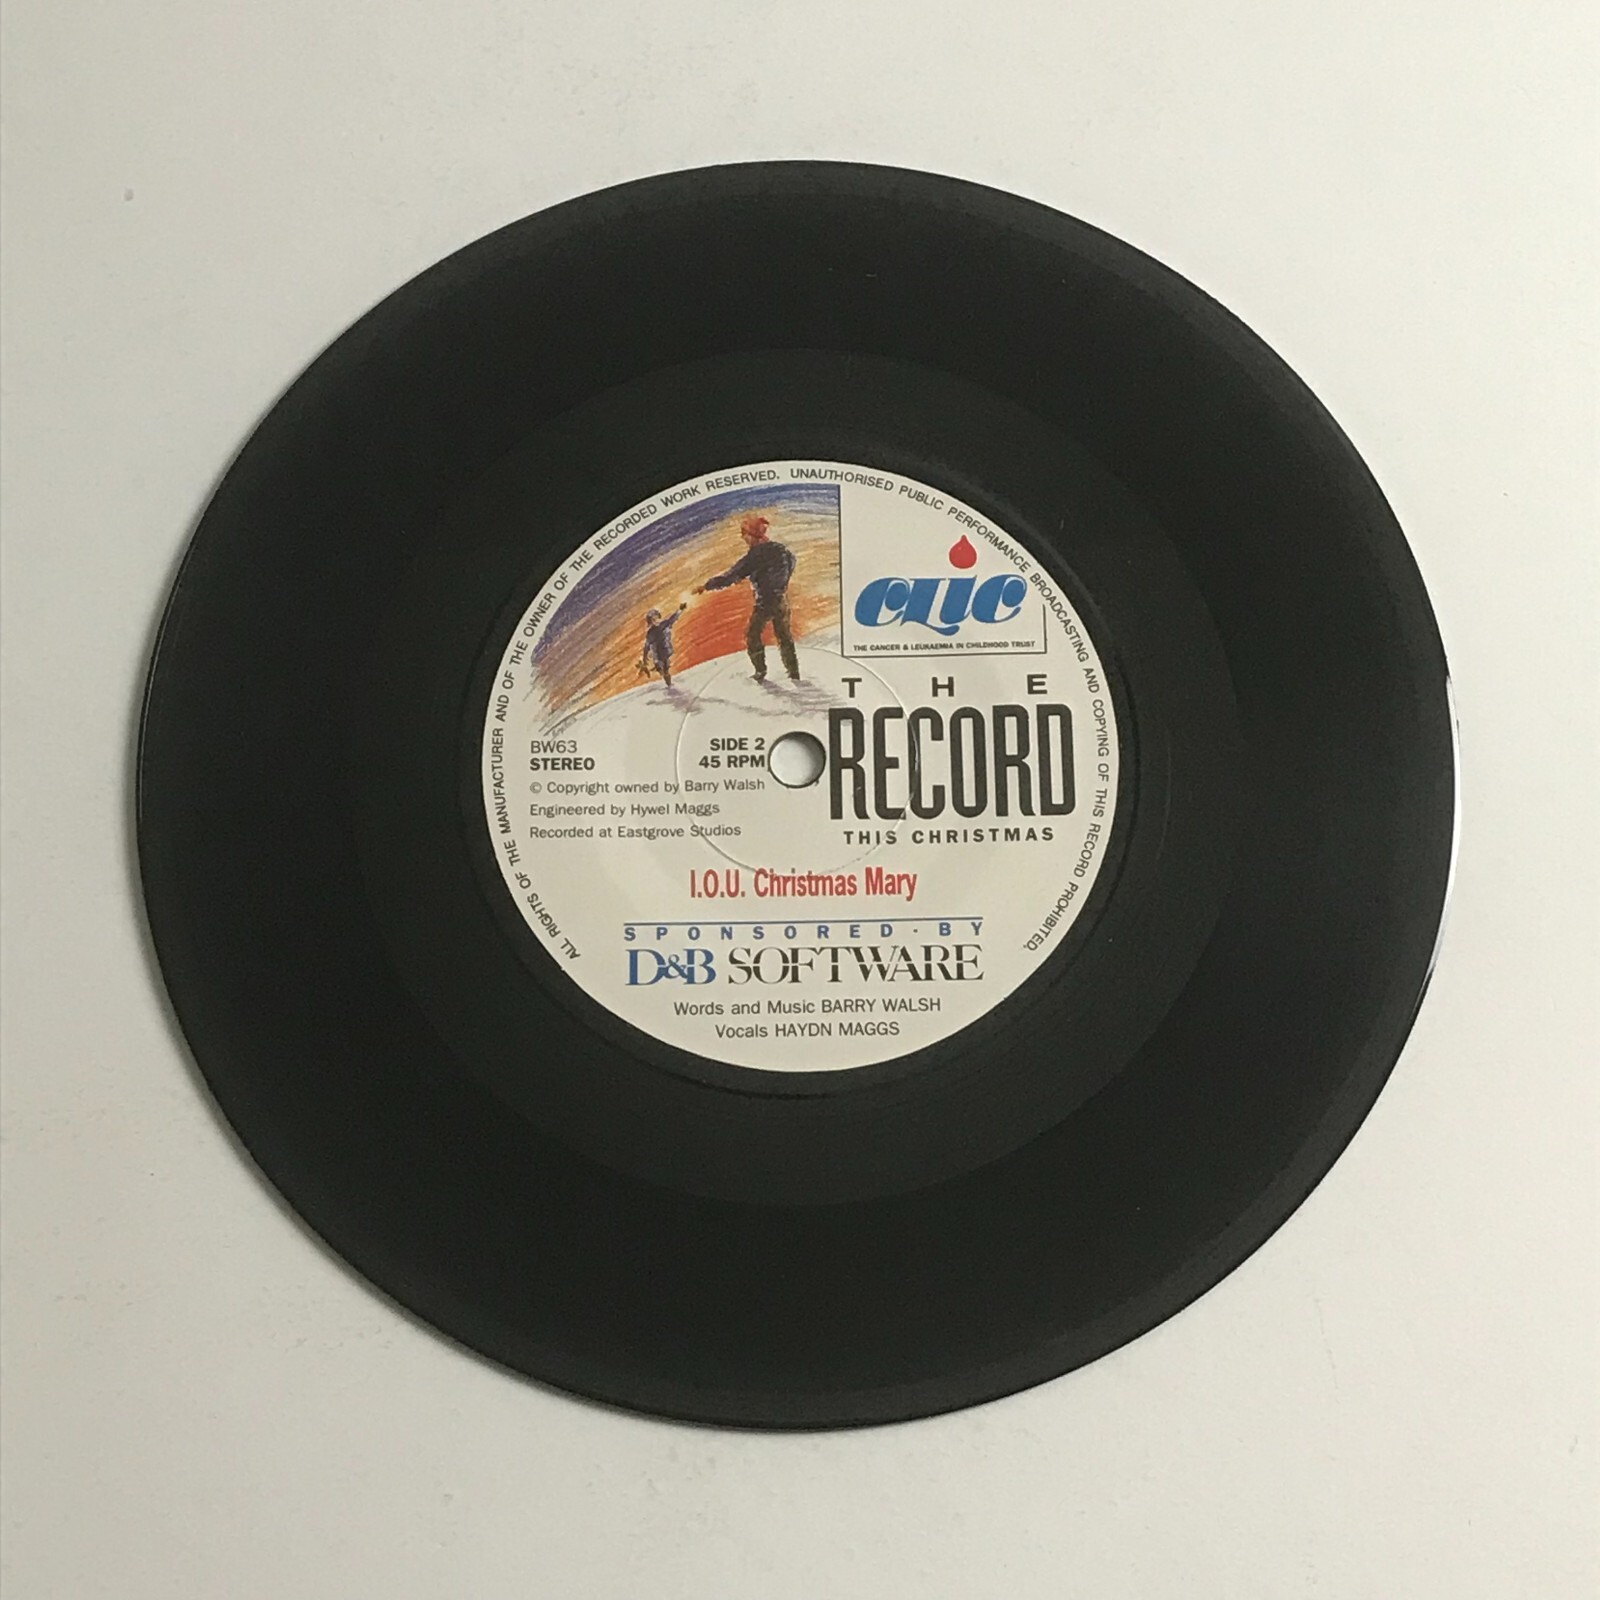 ALL RIGHTS OF THE MANUFACTURER AND OF THE OWNER OF THE RECORDED WORK RESERVED. UNAUTHORISED PUBLIC PERFORMANCE BROADCASTING AND COPYING OF THIS RECORD PROHIBITED.
CLIC
THE CANCER & LEUKAEMIA IN CHILDHOOD TRUST
THE
RECORD
THIS CHRISTMAS
BW63
STEREO
SIDE 2
45 RPM
© Copyright owned by Barry Walsh
Engineered by Hywel Maggs
Recorded at Eastgrove Studios
I.O.U. Christmas Mary
SPONSORED · BY
D&B SOFTWARE
Words and Music BARRY WALSH
Vocals HAYDN MAGGS